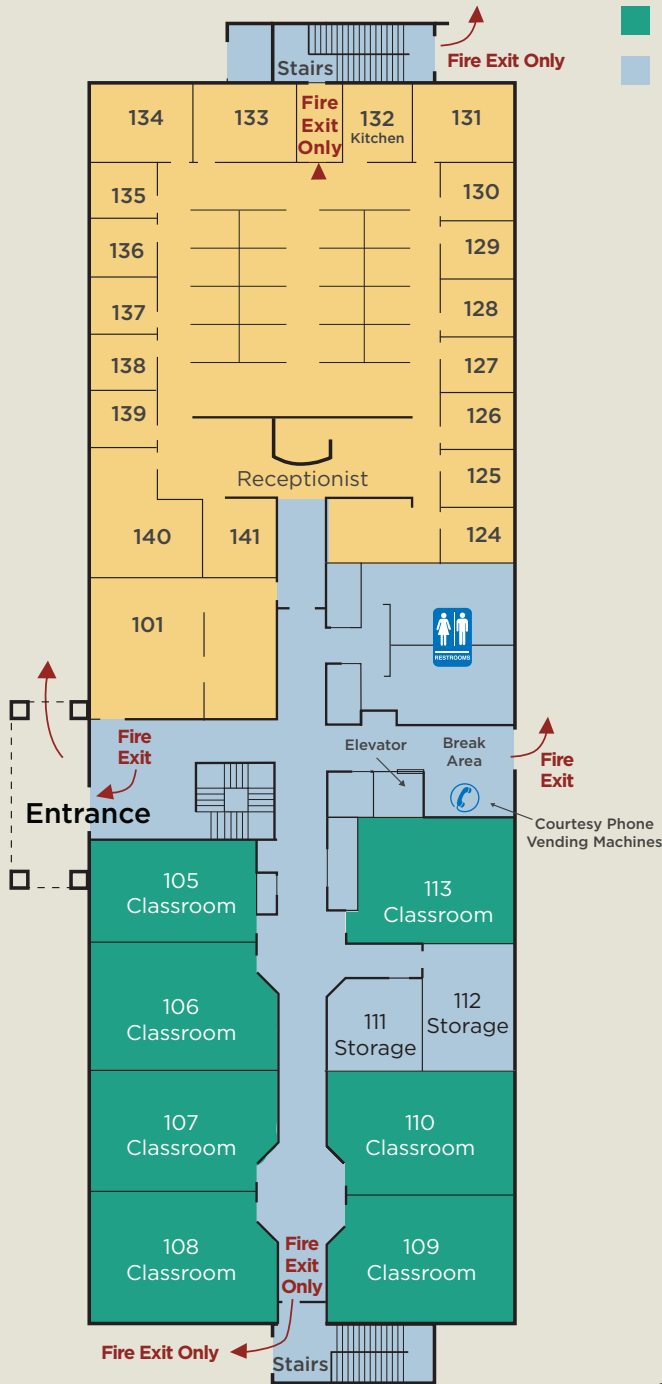 Stairs
Fire Exit Only
134
133
Fire
Exit
Only
132
Kitchen
131
135
130
136
129
137
128
138
127
139
126
Receptionist
125
140
141
124
101
RESTROOMS
Fire
Exit
Elevator
Break
Area
Fire
Exit
Entrance
Courtesy Phone
Vending Machines
105
Classroom
113
Classroom
106
Classroom
111
Storage
112
Storage
107
Classroom
110
Classroom
108
Classroom
Fire
Exit
Only
109
Classroom
Fire Exit Only
Stairs